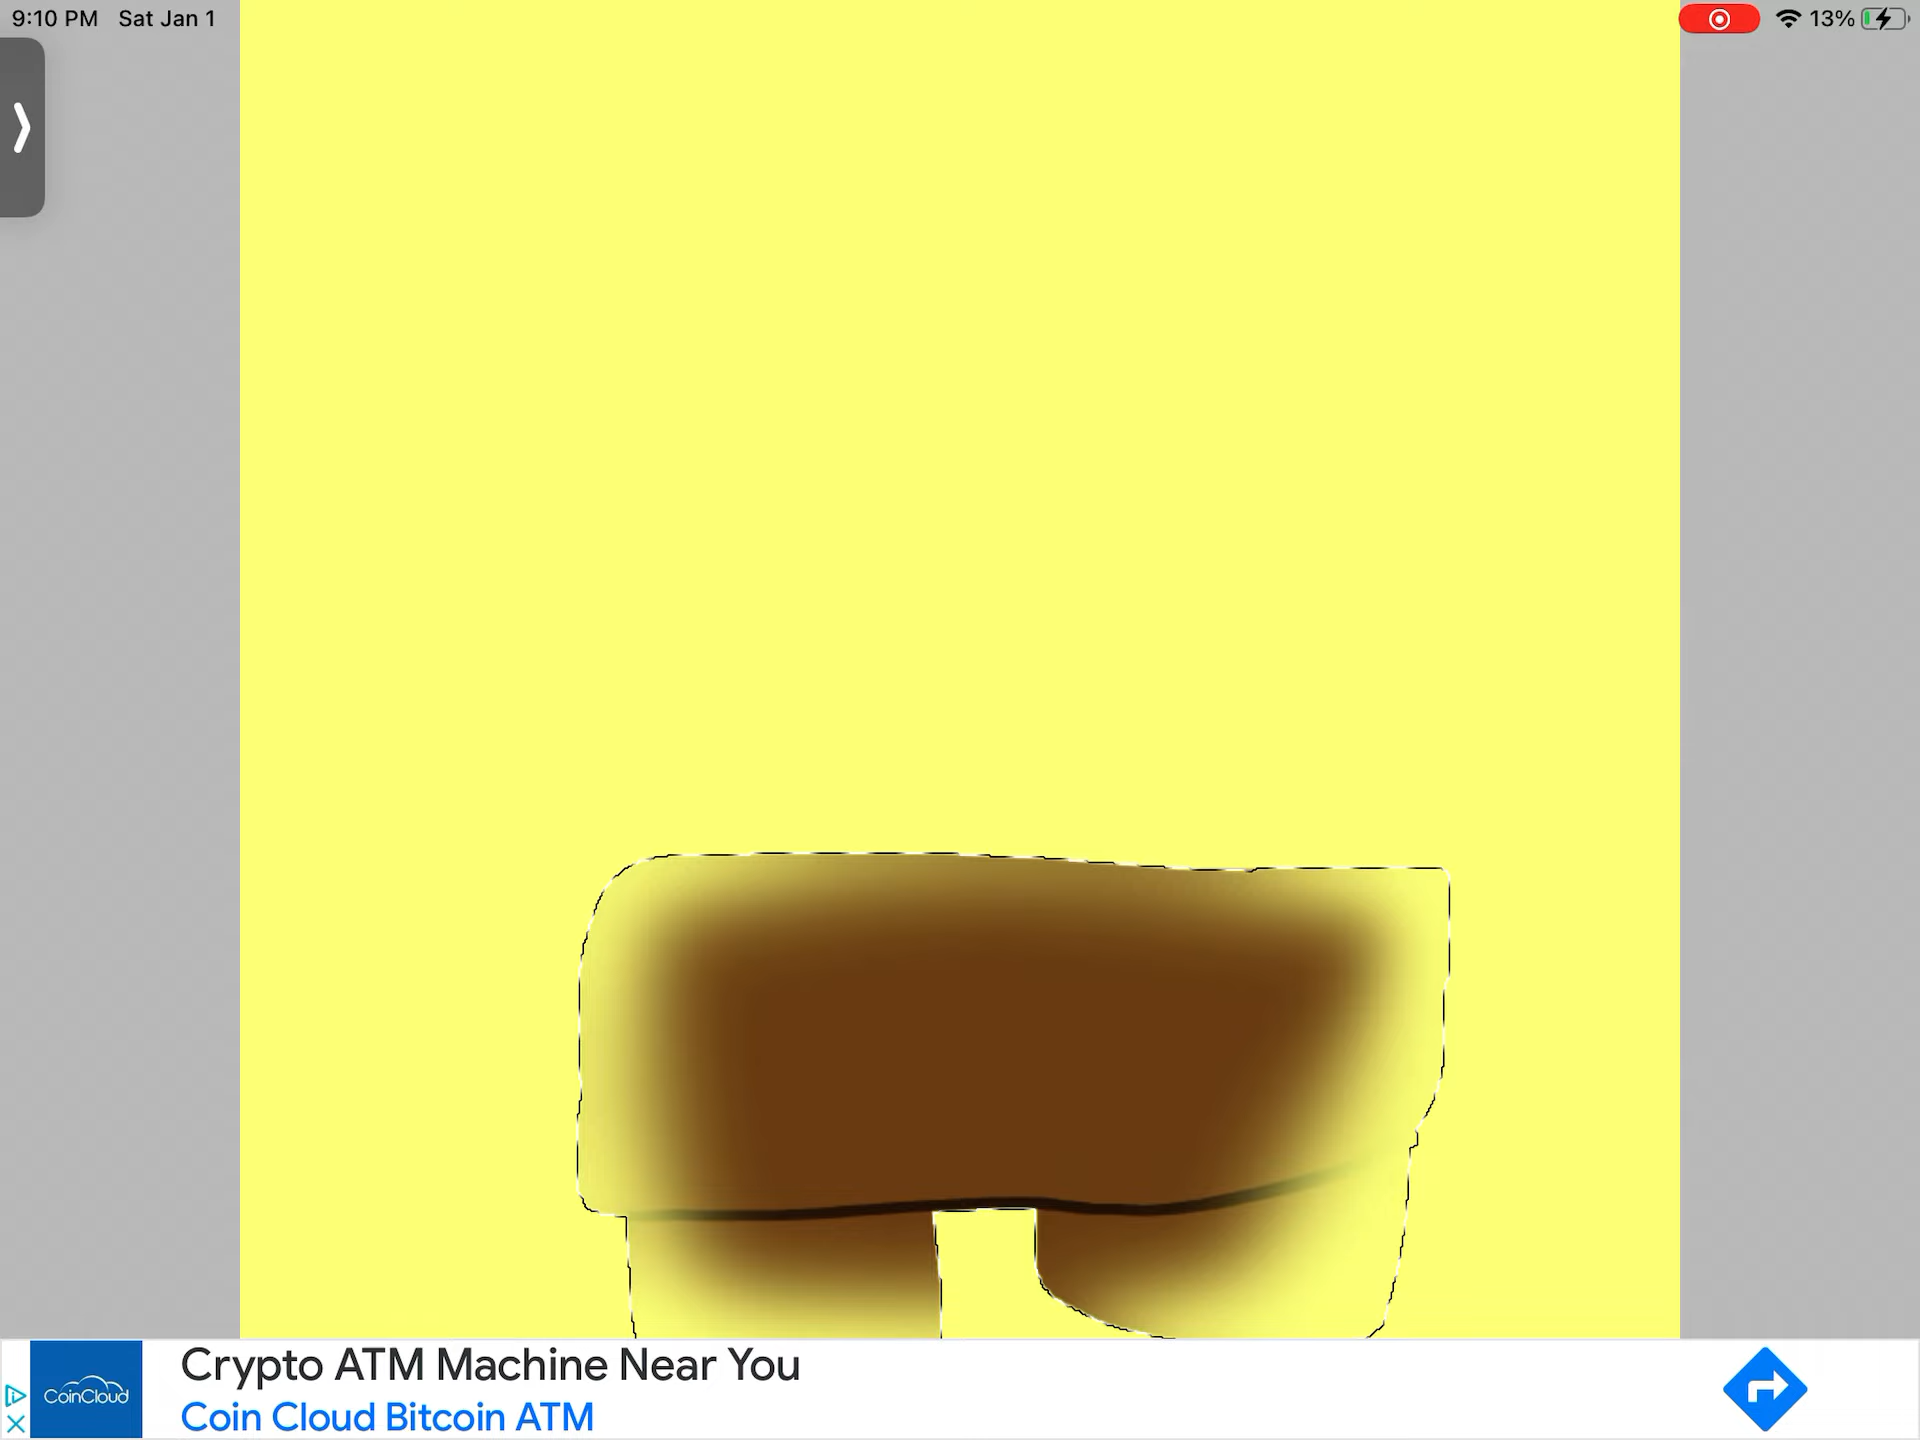 9:10 PM Sat Jan 1
13%
CoinCloud
Crypto ATM Machine Near You
Coin Cloud Bitcoin ATM